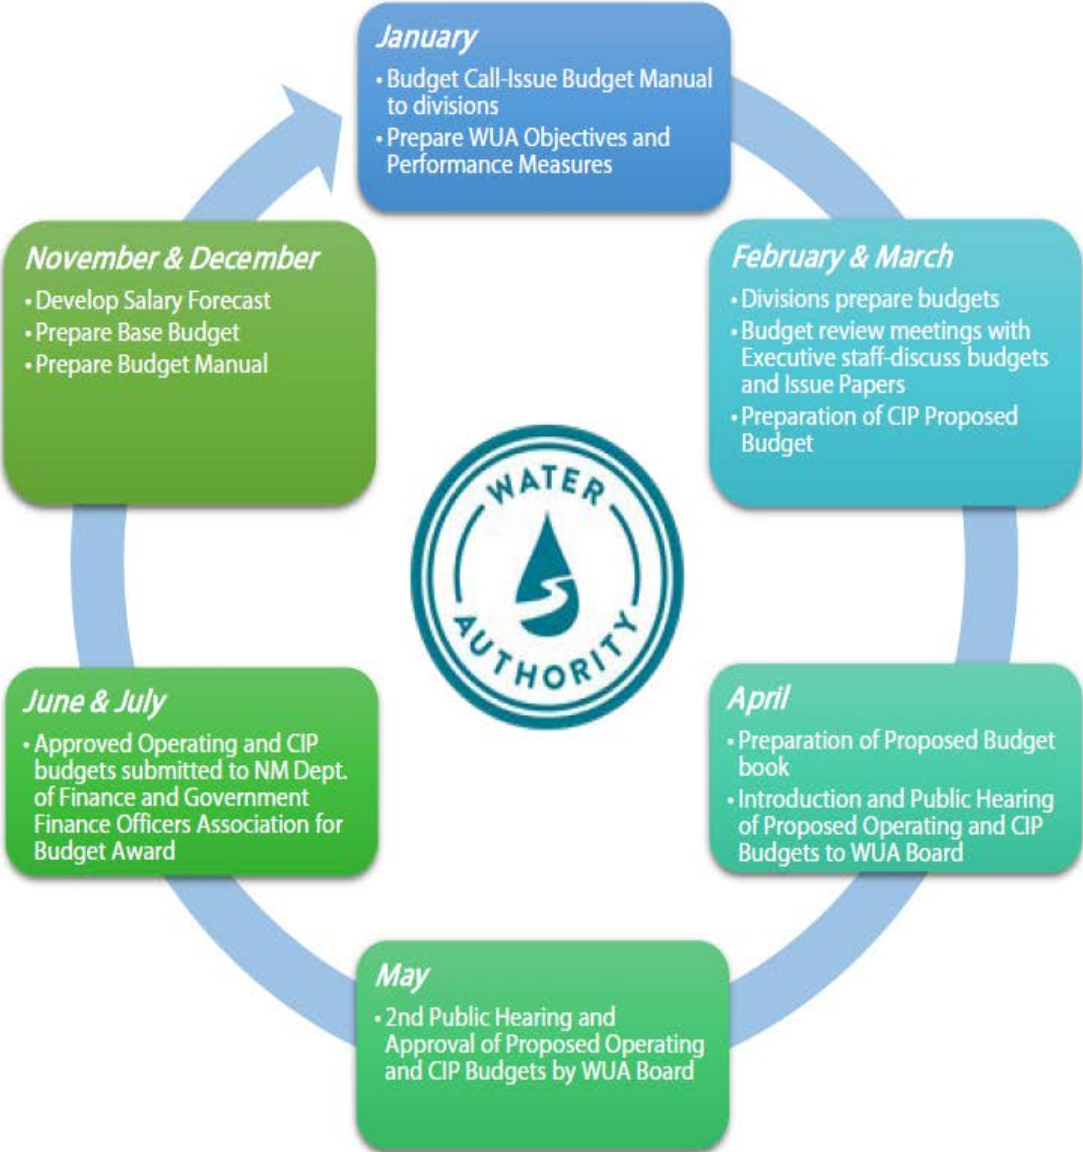 January
• Budget Call-Issue Budget Manual
to divisions
• Prepare WUA Objectives and
Performance Measures
February & March
• Divisions prepare budgets
• Budget review meetings with
Executive staff-discuss budgets
and Issue Papers
• Preparation of CIP Proposed
Budget
April
• Preparation of Proposed Budget
book
• Introduction and Public Hearing
of Proposed Operating and CIP
Budgets to WUA Board
May
• 2nd Public Hearing and
Approval of Proposed Operating
and CIP Budgets by WUA Board
June & July
• Approved Operating and CIP
budgets submitted to NM Dept.
of Finance and Government
Finance Officers Association for
Budget Award
November & December
• Develop Salary Forecast
• Prepare Base Budget
• Prepare Budget Manual
WATER
AUTHORITY